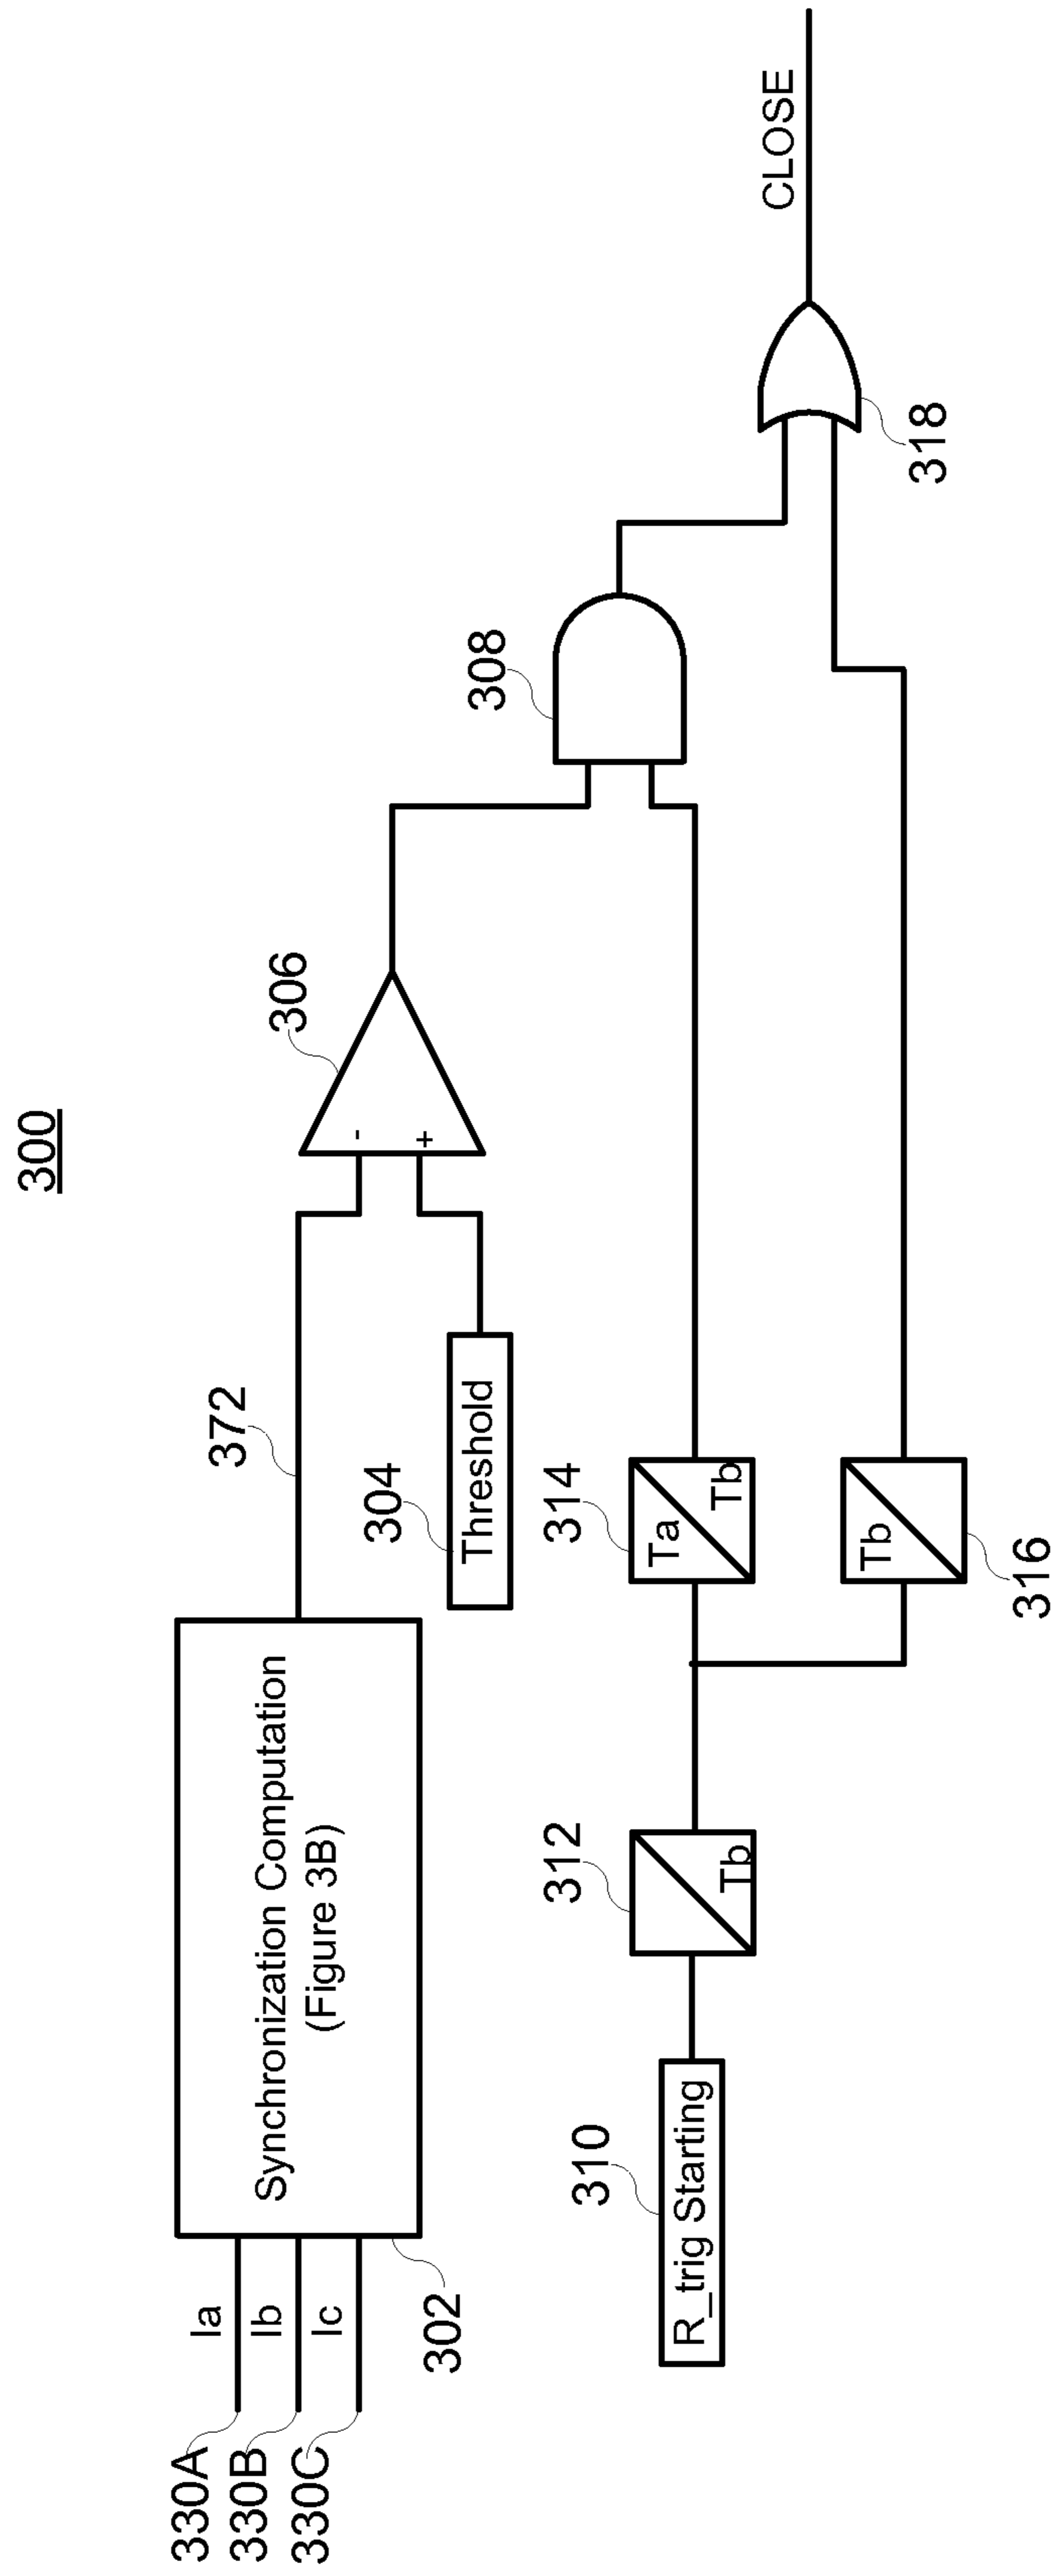 300
330A
Ia
330B
Ib
330C
Ic
302
Synchronization Computation
(Figure 3B)
372
304
Threshold
306
-
+
308
310
R_trig Starting
312
Tb
314
Ta
Tb
316
Tb
318
CLOSE